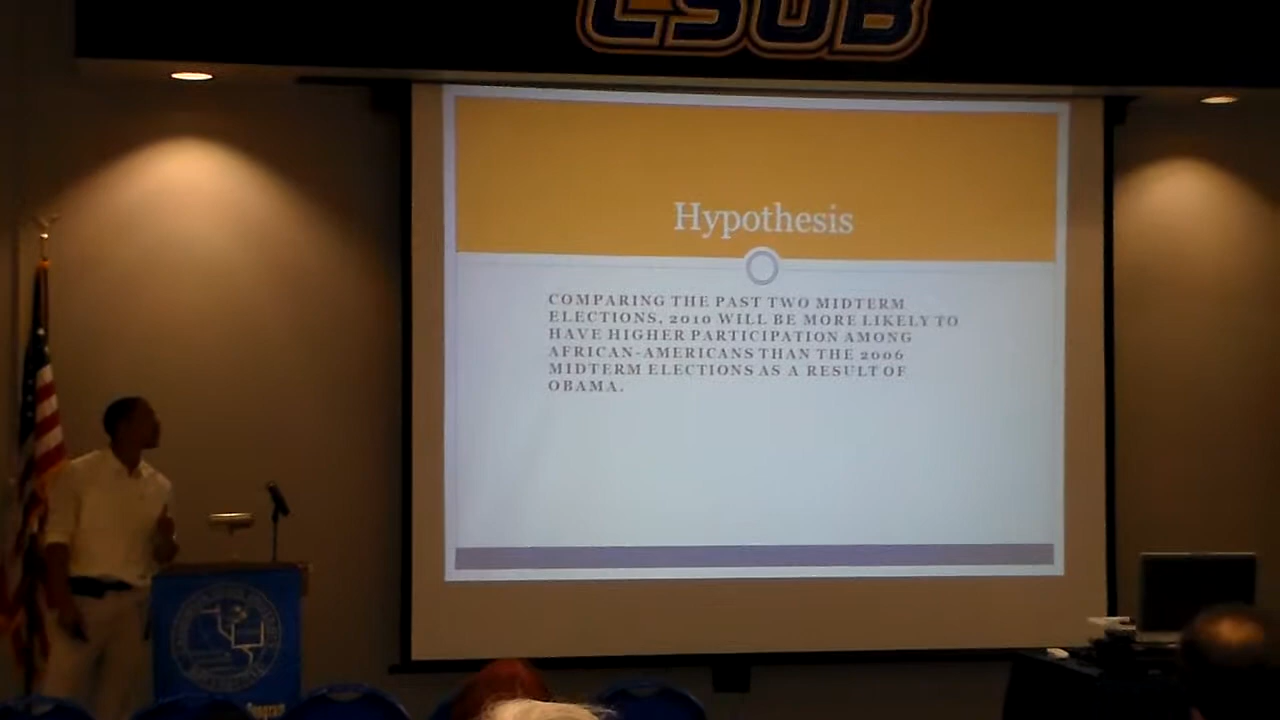 CSUB
Hypothesis
COMPARING THE PAST TWO MIDTERM
ELECTIONS, 2010 WILL BE MORE LIKELY TO
HAVE HIGHER PARTICIPATION AMONG
AFRICAN-AMERICANS THAN THE 2006
MIDTERM ELECTIONS AS A RESULT OF
OBAMA.
Program